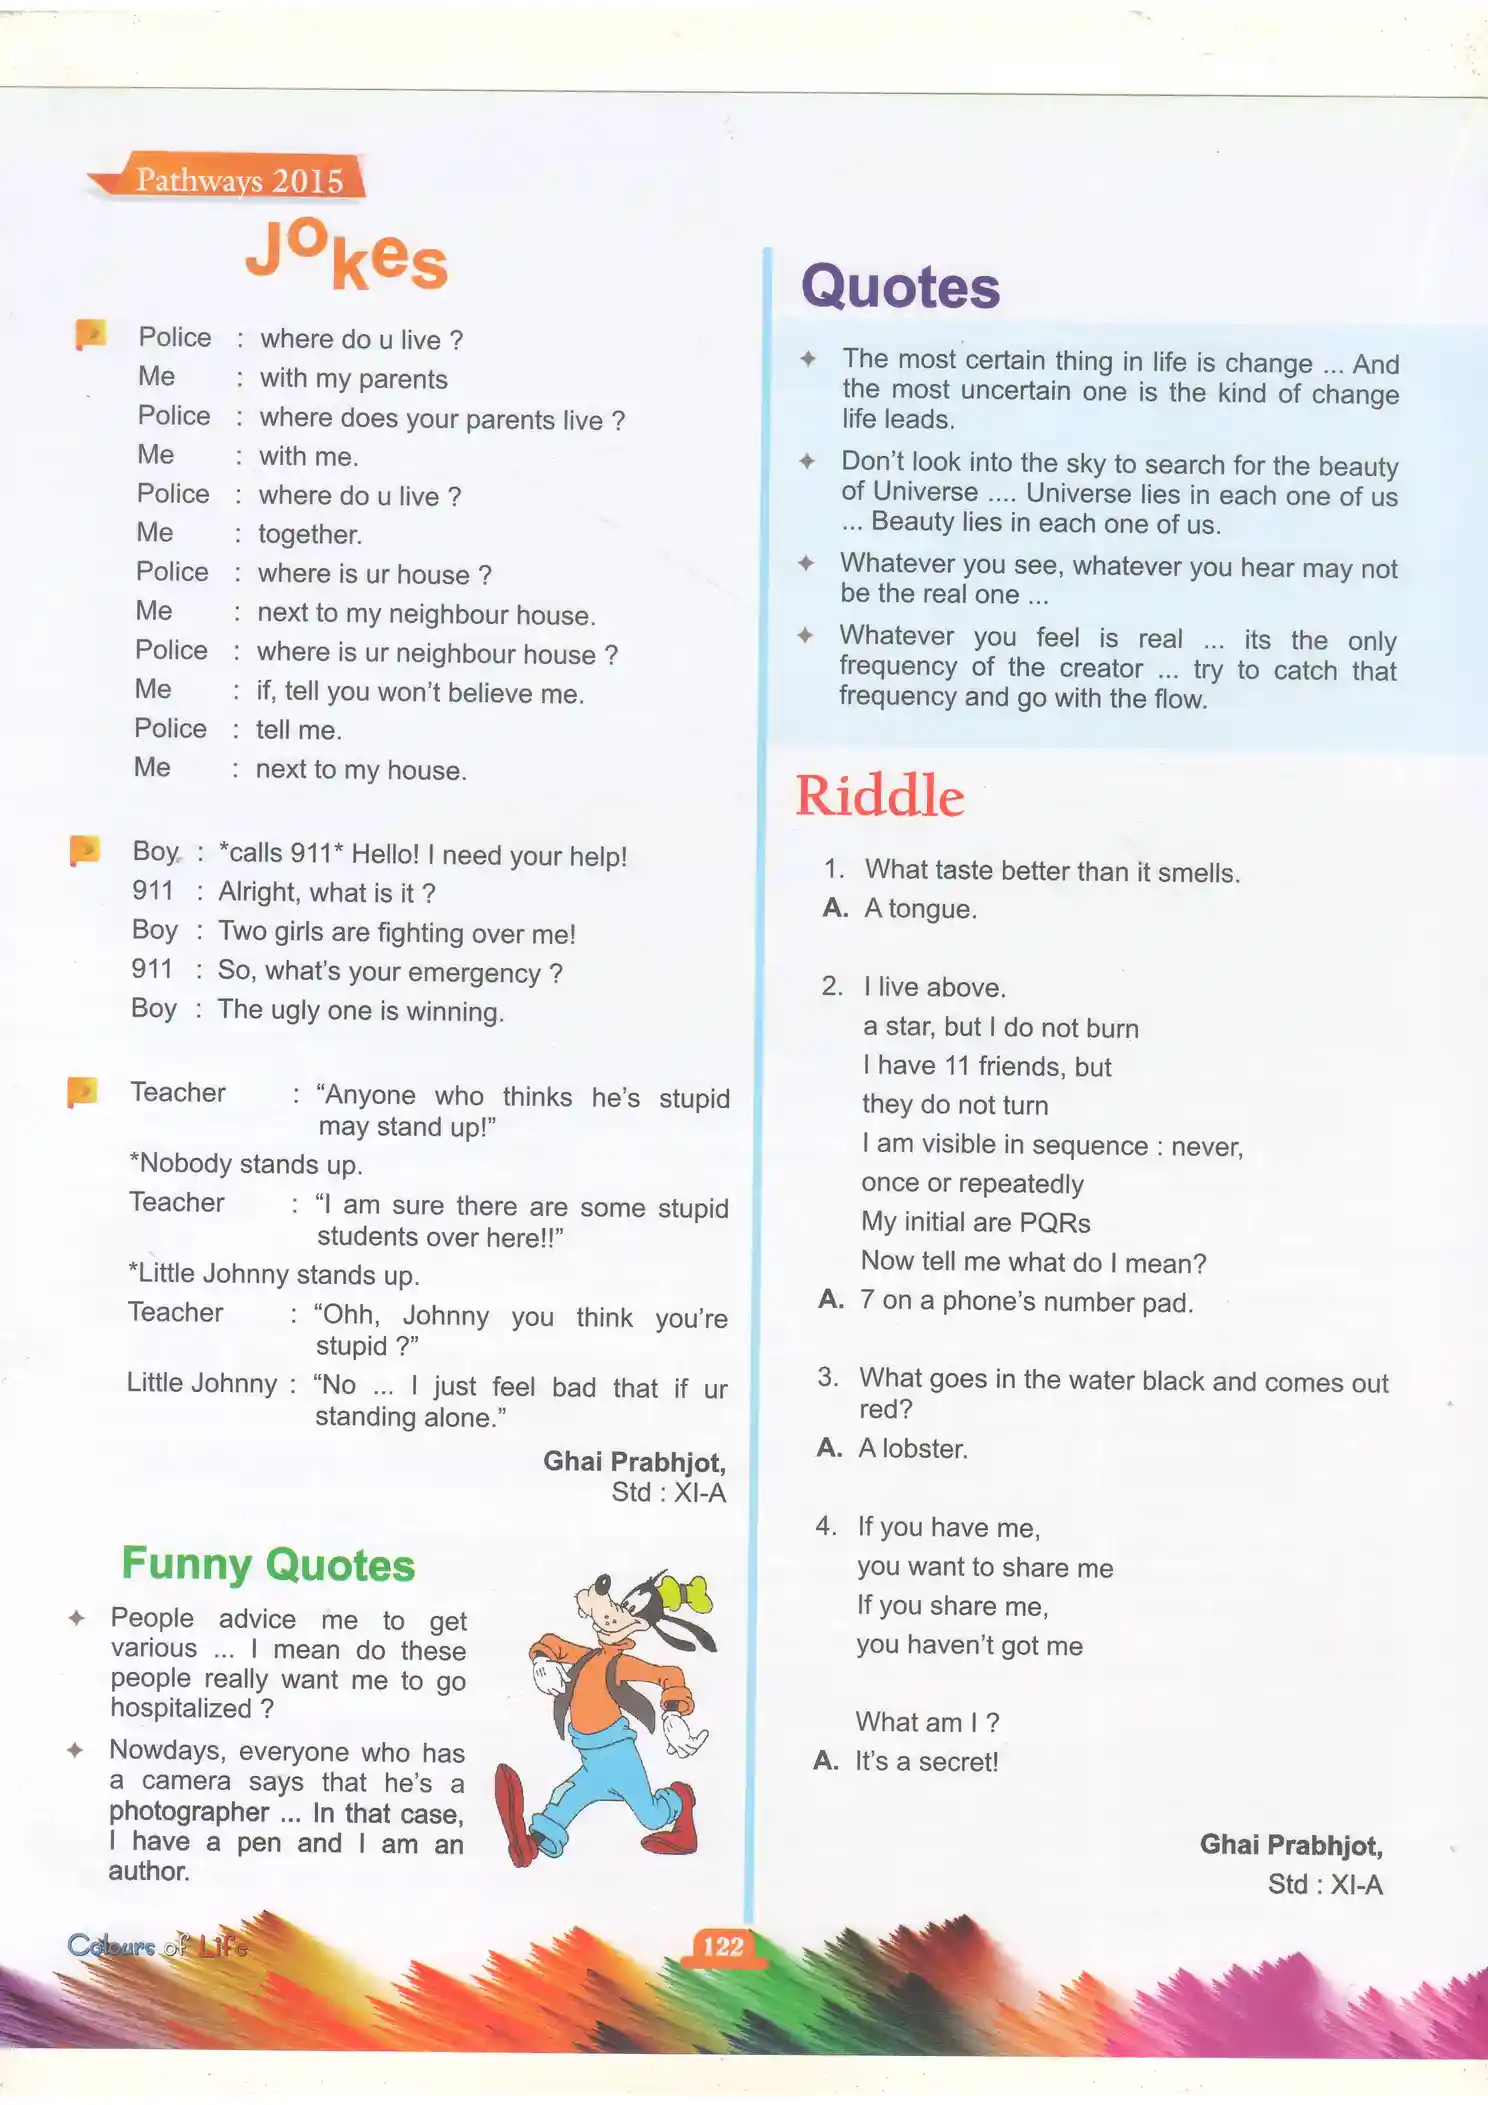 Pathways 2015
Jokes
Police : where do u live ?
Me : with my parents
Police : where does your parents live ?
Me : with me.
Police : where do u live ?
Me : together.
Police : where is ur house ?
Me : next to my neighbour house.
Police : where is ur neighbour house ?
Me : if, tell you won't believe me.
Police : tell me.
Me : next to my house.
Boy : *calls 911* Hello! I need your help!
911 : Alright, what is it ?
Boy : Two girls are fighting over me!
911 : So, what's your emergency ?
Boy : The ugly one is winning.
Teacher : “Anyone who thinks he's stupid
may stand up!”
*Nobody stands up.
Teacher : “I am sure there are some stupid
students over here!!”
*Little Johnny stands up.
Teacher : “Ohh, Johnny you think you're
stupid ?”
Little Johnny : “No ... I just feel bad that if ur
standing alone.”
Ghai Prabhjot,
Std : XI-A
Funny Quotes
People advice me to get
various ... I mean do these
people really want me to go
hospitalized ?
Nowdays, everyone who has
a camera says that he's a
photographer ... In that case,
I have a pen and I am an
author.
Quotes
The most certain thing in life is change ... And
the most uncertain one is the kind of change
life leads.
Don't look into the sky to search for the beauty
of Universe .... Universe lies in each one of us
... Beauty lies in each one of us.
Whatever you see, whatever you hear may not
be the real one ...
Whatever you feel is real ... its the only
frequency of the creator ... try to catch that
frequency and go with the flow.
Riddle
1. What taste better than it smells.
A. A tongue.
2. I live above.
a star, but I do not burn
I have 11 friends, but
they do not turn
I am visible in sequence : never,
once or repeatedly
My initial are PQRs
Now tell me what do I mean?
A. 7 on a phone's number pad.
3. What goes in the water black and comes out
red?
A. A lobster.
4. If you have me,
you want to share me
If you share me,
you haven't got me
What am I ?
A. It's a secret!
Ghai Prabhjot,
Std : XI-A
Colours of Life
122